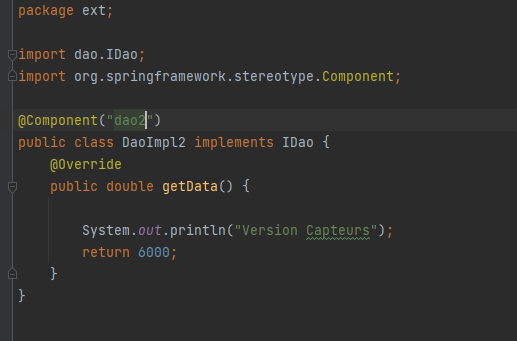 package ext;
import dao.IDao;
import org.springframework.stereotype.Component;
@Component("dao2")
public class DaoImpl2 implements IDao {
@Override
public double getData() {
System.out.println("Version Capteurs");
return 6000;
}
}